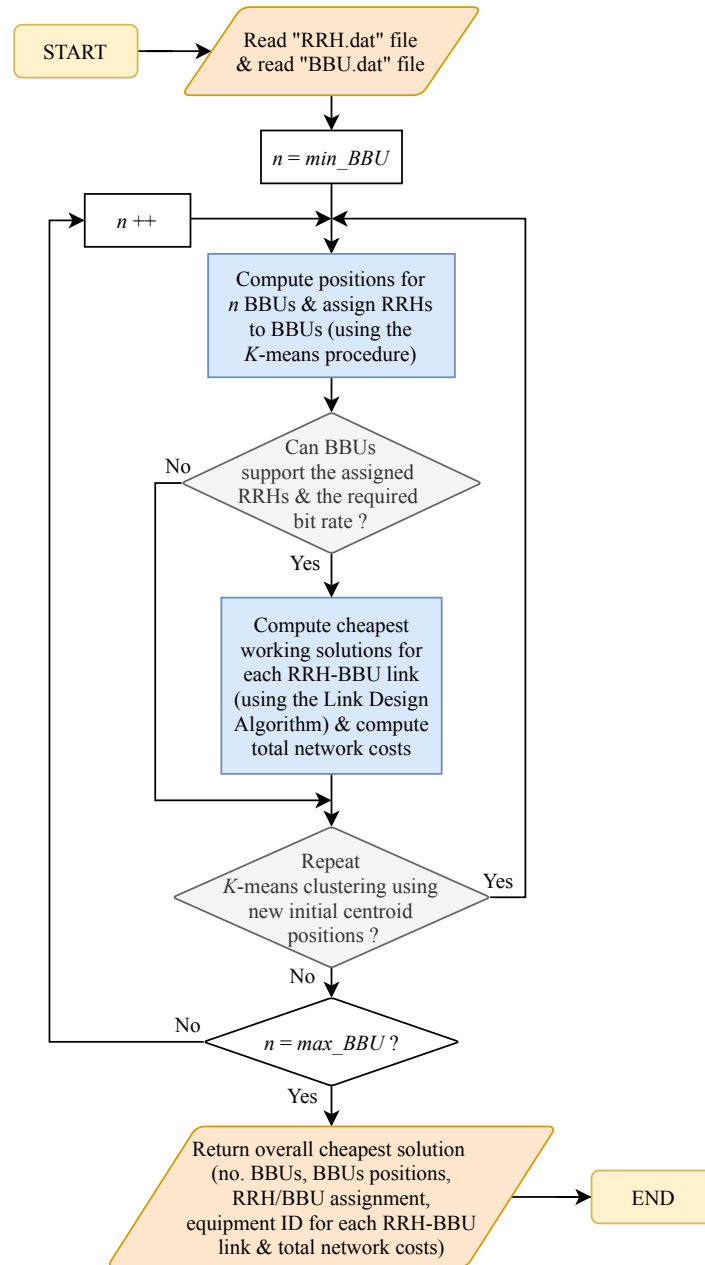 START
Read "RRH.dat" file
& read "BBU.dat" file
n = min_BBU
n ++
Compute positions for
n BBUs & assign RRHs
to BBUs (using the
K-means procedure)
Can BBUs
support the assigned
RRHs & the required
bit rate ?
No
Yes
Compute cheapest
working solutions for
each RRH-BBU link
(using the Link Design
Algorithm) & compute
total network costs
Repeat
K-means clustering using
new initial centroid
positions ?
Yes
No
n = max_BBU ?
No
Yes
Return overall cheapest solution
(no. BBUs, BBUs positions,
RRH/BBU assignment,
equipment ID for each RRH-BBU
link & total network costs)
END